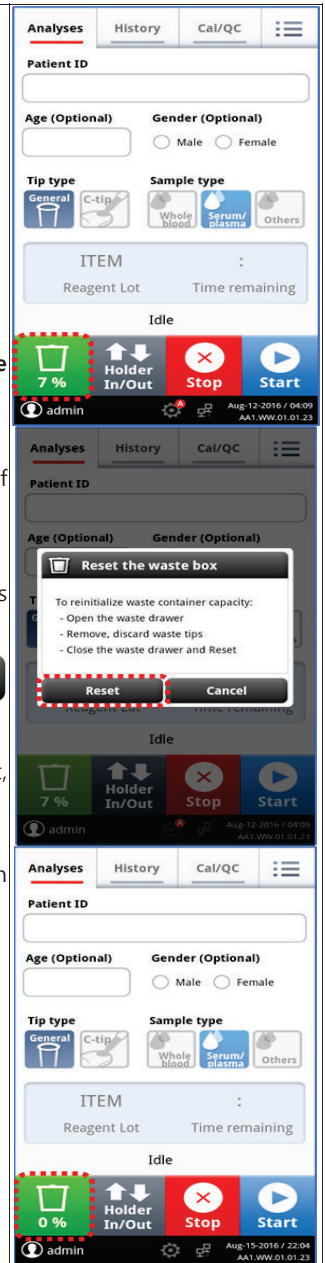 Analyses History Cal/QC
Patient ID
Age (Optional) Gender (Optional)
Male Female
Tip type Sample type
General C-tip Whole blood Serum/ plasma Others
ITEM :
Reagent Lot Time remaining
Idle
7 % Holder In/Out Stop Start
admin Aug-12-2016 / 04:09
AA1.WW.01.01.23
Analyses History Cal/QC
Patient ID
Age (Optional) Gender (Optional)
Reset the waste box
To reinitialize waste container capacity:
- Open the waste drawer
- Remove, discard waste tips
- Close the waste drawer and Reset
Reset Cancel
Reagent Lot Time remaining
Idle
7 % Holder In/Out Stop Start
admin Aug-12-2016 / 04:09
AA1.WW.01.01.23
Analyses History Cal/QC
Patient ID
Age (Optional) Gender (Optional)
Male Female
Tip type Sample type
General C-tip Whole blood Serum/ plasma Others
ITEM :
Reagent Lot Time remaining
Idle
0 % Holder In/Out Stop Start
admin Aug-15-2016 / 22:04
AA1.WW.01.01.23